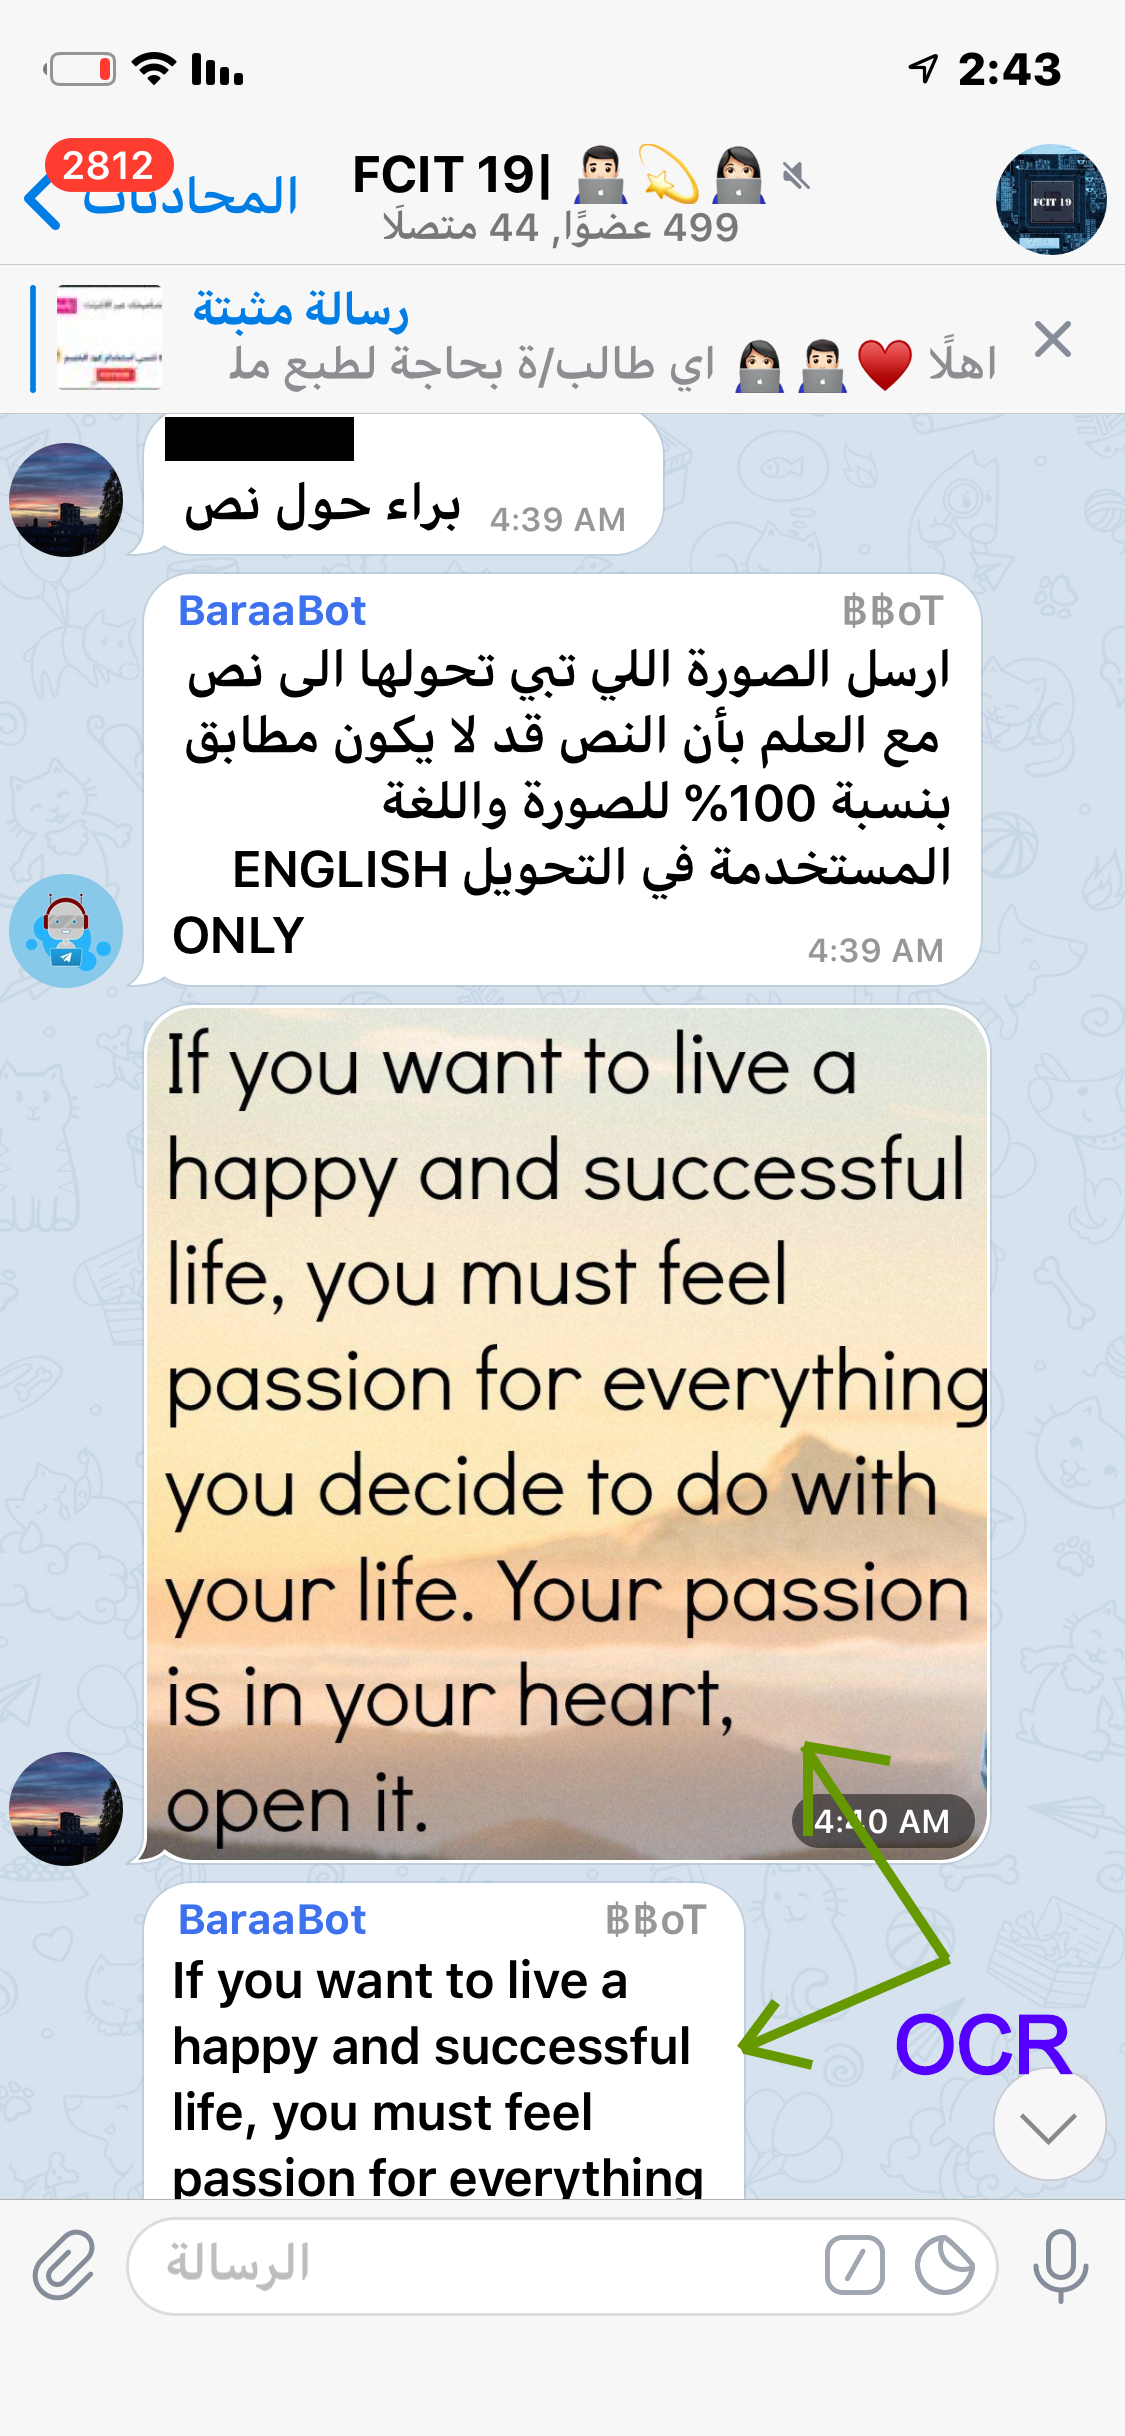 2:43
2812
المحادثات
FCIT 19|
499 عضوًا, 44 متصلًا
FCIT 19
رسالة مثبتة
اهلًا ♥️👨🏻‍💻👩🏻‍💻 اي طالب/ة بحاجة لطبع مل
براء حول نص
4:39 AM
BaraaBot
฿฿oT
ارسل الصورة اللي تبي تحولها الى نص
مع العلم بأن النص قد لا يكون مطابق
بنسبة 100% للصورة واللغة
المستخدمة في التحويل ENGLISH
ONLY
4:39 AM
If you want to live a
happy and successful
life, you must feel
passion for everything
you decide to do with
your life. Your passion
is in your heart,
open it.
4:40 AM
BaraaBot
฿฿oT
If you want to live a
happy and successful
life, you must feel
passion for everything
OCR
الرسالة